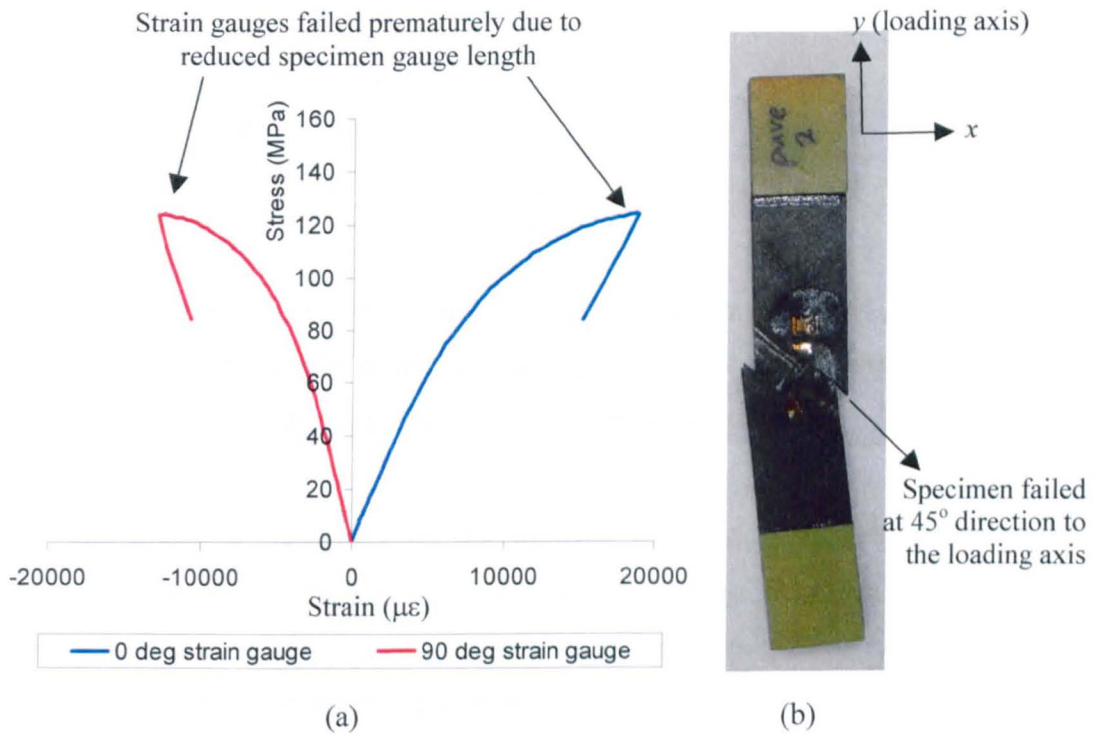 Strain gauges failed prematurely due to
reduced specimen gauge length
160
140
120
100
80
60
40
20
0
Stress (MPa)
-20000
-10000
0
10000
20000
Strain (με)
0 deg strain gauge
90 deg strain gauge
(a)
y (loading axis)
x
pure
2
Specimen failed
at 45° direction to
the loading axis
(b)